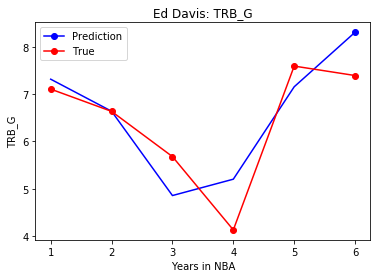 Ed Davis: TRB_G
Prediction
True
8
7
6
5
4
TRB_G
1 2 3 4 5 6
Years in NBA